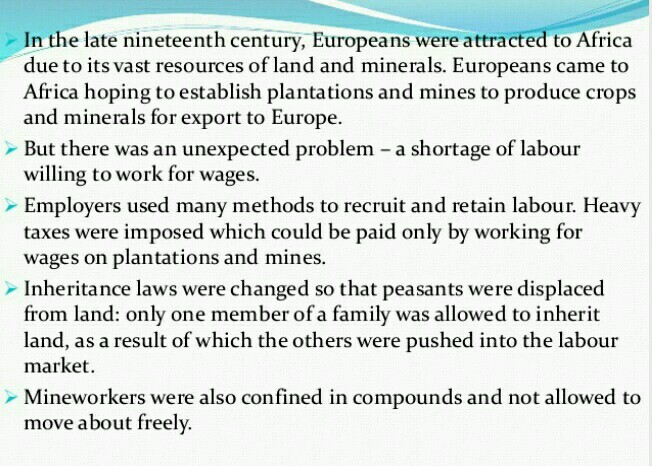 In the late nineteenth century, Europeans were attracted to Africa
due to its vast resources of land and minerals. Europeans came to
Africa hoping to establish plantations and mines to produce crops
and minerals for export to Europe.
But there was an unexpected problem – a shortage of labour
willing to work for wages.
Employers used many methods to recruit and retain labour. Heavy
taxes were imposed which could be paid only by working for
wages on plantations and mines.
Inheritance laws were changed so that peasants were displaced
from land: only one member of a family was allowed to inherit
land, as a result of which the others were pushed into the labour
market.
Mineworkers were also confined in compounds and not allowed to
move about freely.